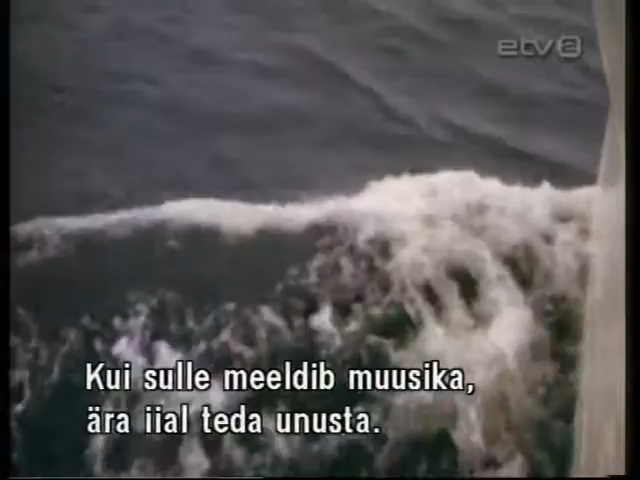 etv2
Kui sulle meeldib muusika,
ära iial teda unusta.